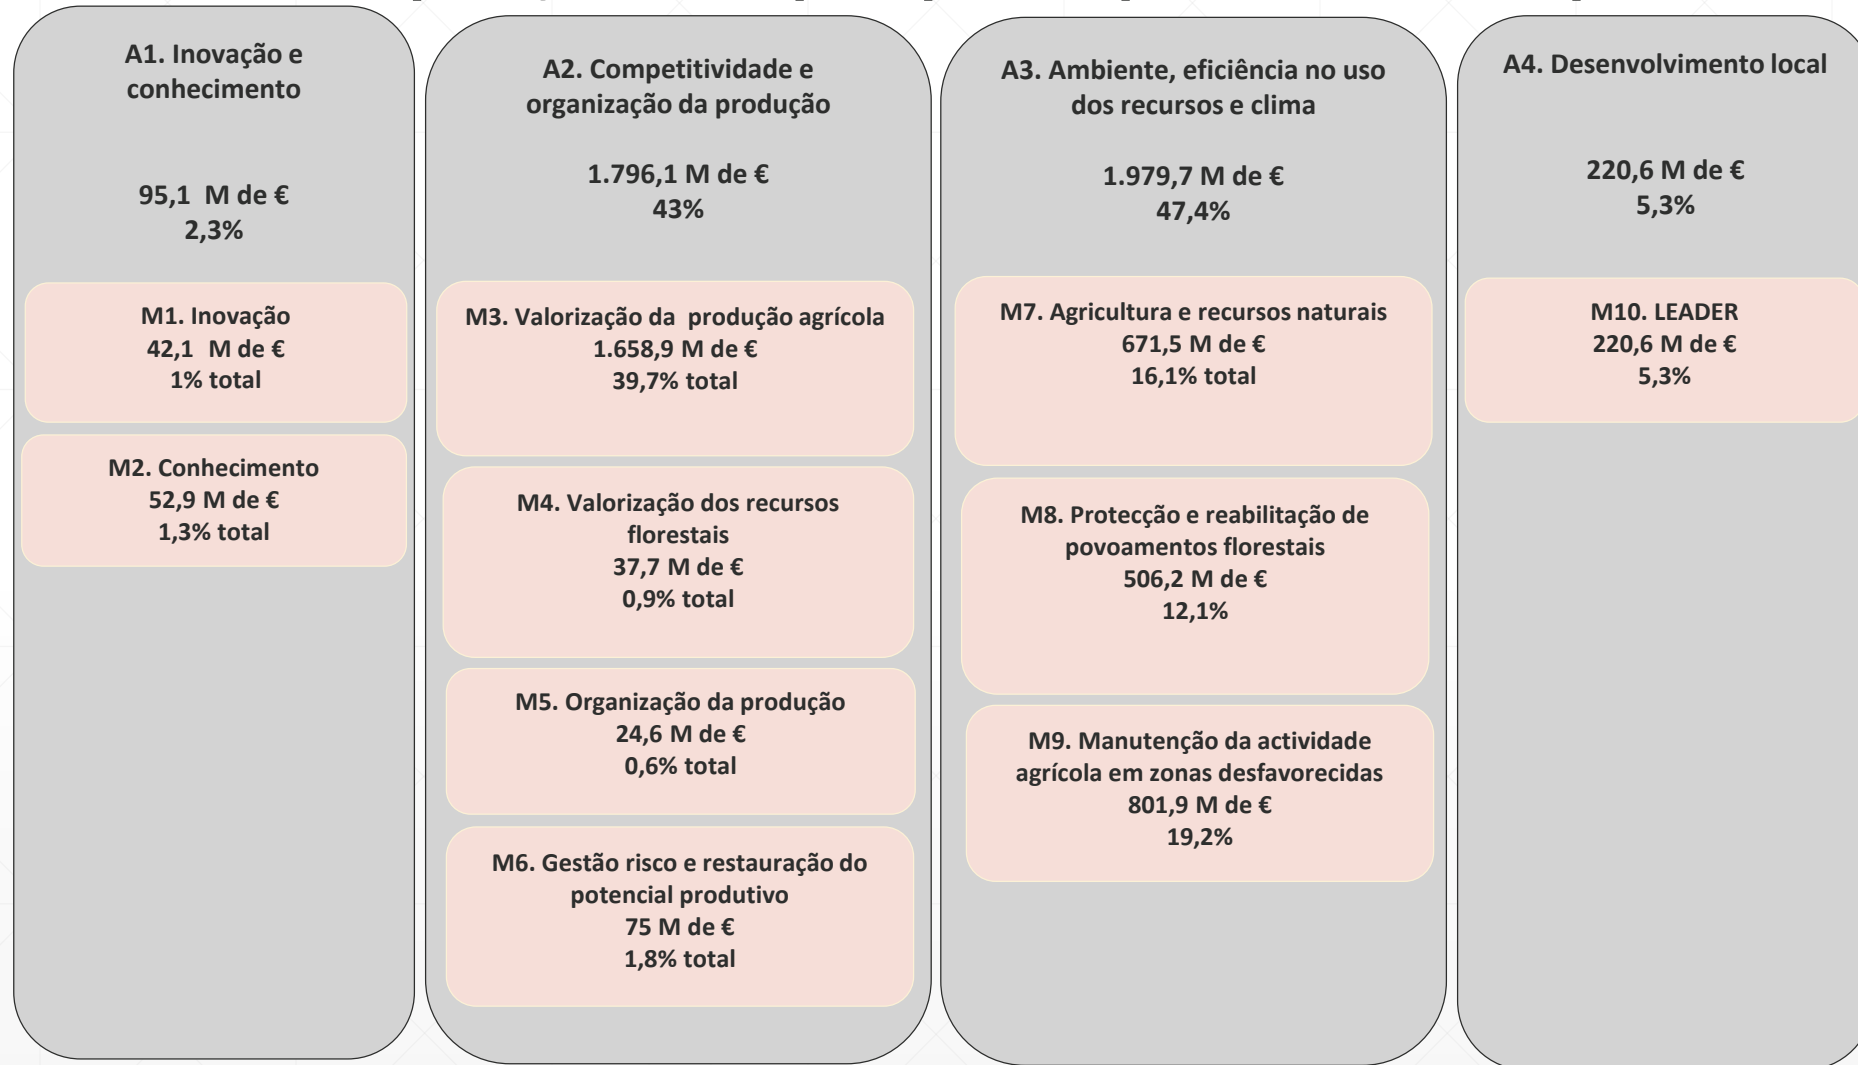 A1. Inovação e
conhecimento
95,1 M de €
2,3%
M1. Inovação
42,1 M de €
1% total
M2. Conhecimento
52,9 M de €
1,3% total
A2. Competitividade e
organização da produção
1.796,1 M de €
43%
M3. Valorização da produção agrícola
1.658,9 M de €
39,7% total
M4. Valorização dos recursos
florestais
37,7 M de €
0,9% total
M5. Organização da produção
24,6 M de €
0,6% total
M6. Gestão risco e restauração do
potencial produtivo
75 M de €
1,8% total
A3. Ambiente, eficiência no uso
dos recursos e clima
1.979,7 M de €
47,4%
M7. Agricultura e recursos naturais
671,5 M de €
16,1% total
M8. Protecção e reabilitação de
povoamentos florestais
506,2 M de €
12,1%
M9. Manutenção da actividade
agrícola em zonas desfavorecidas
801,9 M de €
19,2%
A4. Desenvolvimento local
220,6 M de €
5,3%
M10. LEADER
220,6 M de €
5,3%